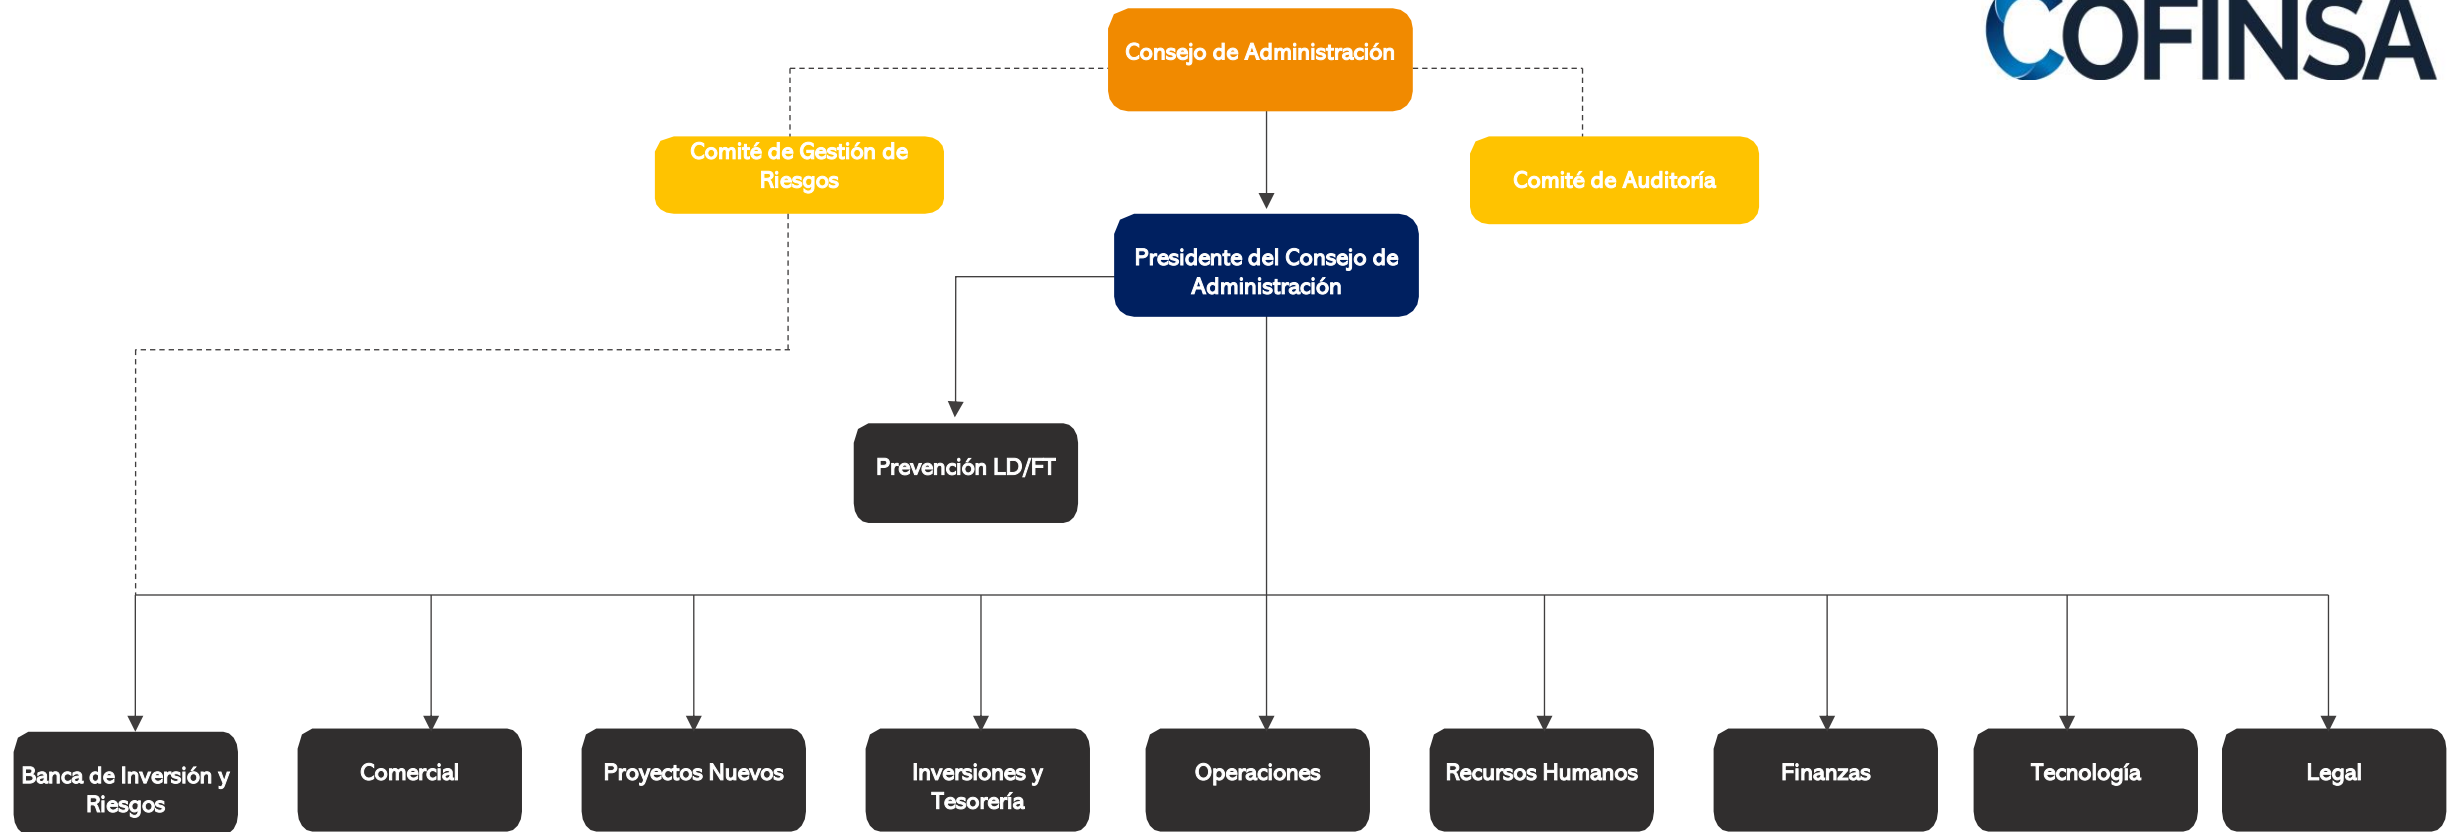 COFINSA
Consejo de Administración
Comité de Gestión de
Riesgos
Comité de Auditoría
Presidente del Consejo de
Administración
Prevención LD/FT
Banca de Inversión y
Riesgos
Comercial
Proyectos Nuevos
Inversiones y
Tesorería
Operaciones
Recursos Humanos
Finanzas
Tecnología
Legal